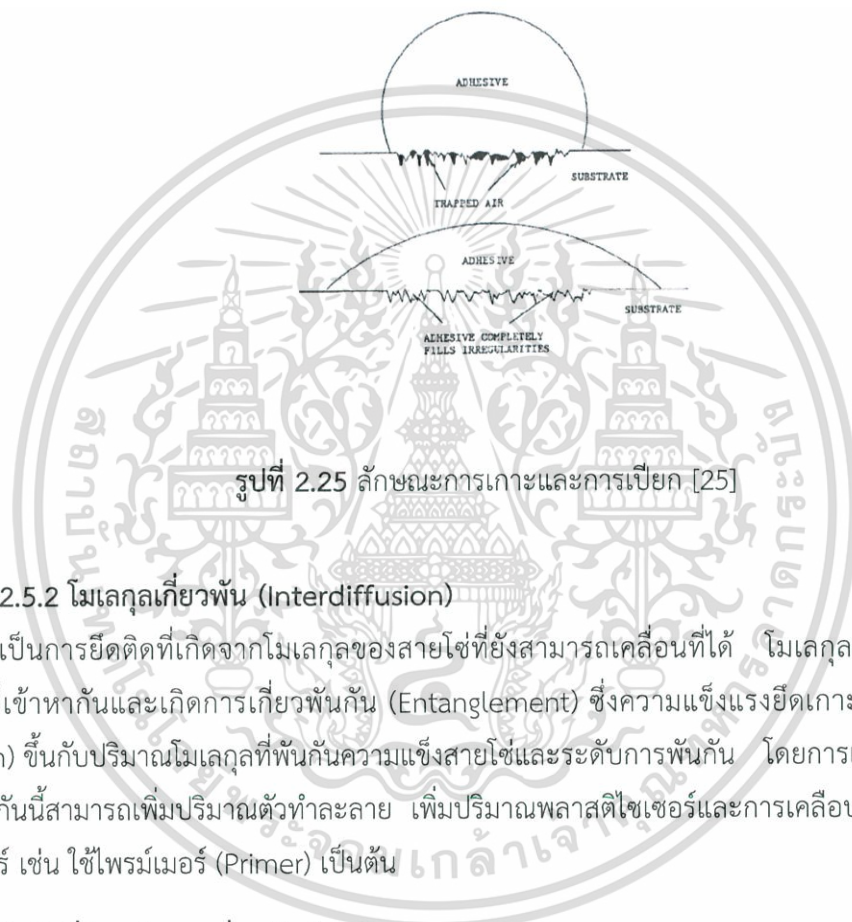 ADHESIVE
SUBSTRATE
TRAPPED AIR
ADHESIVE
SUBSTRATE
ADHESIVE COMPLETELY
FILLS IRREGULARITIES
รูปที่ 2.25 ลักษณะการเกาะและการเปียก [25]
2.5.2 โมเลกุลเกี่ยวพัน (Interdiffusion)
เป็นการยึดติดที่เกิดจากโมเลกุลของสายโซ่ที่ยังสามารถเคลื่อนที่ได้ โมเลกุล
เข้าหากันและเกิดการเกี่ยวพันกัน (Entanglement) ซึ่งความแข็งแรงยึดเกาะ
ขึ้นกับปริมาณโมเลกุลที่พันกันความแข็งสายโซ่และระดับการพันกัน
กันนี้สามารถเพิ่มปริมาณตัวทำละลาย เพิ่มปริมาณพลาสติไซเซอร์และการเคลือบ
เช่น ใช้ไพรม์เมอร์ (Primer) เป็นต้น